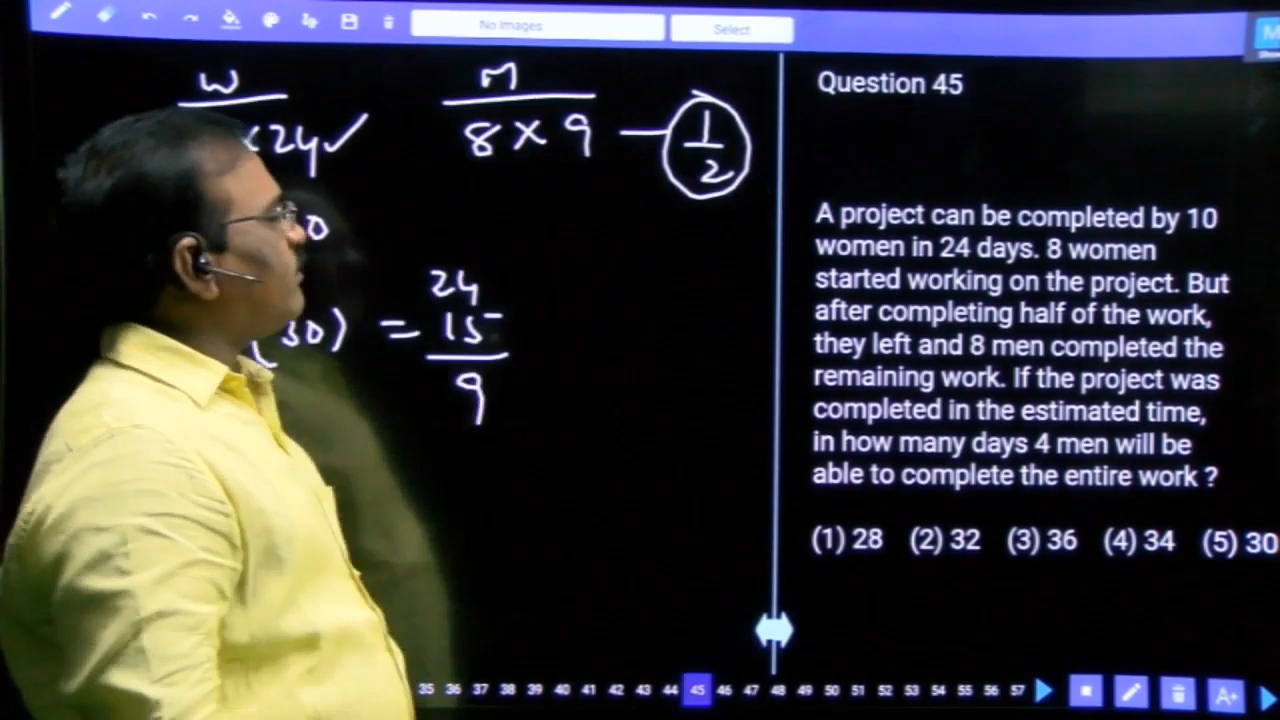 No Images
Select
M
W
×24 ✓
0
30) = 24
15
9
M
8 × 9 — 1/2
Question 45
A project can be completed by 10
women in 24 days. 8 women
started working on the project. But
after completing half of the work,
they left and 8 men completed the
remaining work. If the project was
completed in the estimated time,
in how many days 4 men will be
able to complete the entire work ?
(1) 28 (2) 32 (3) 36 (4) 34 (5) 30
35 36 37 38 39 40 41 42 43 44 45 46 47 48 49 50 51 52 53 54 55 56 57
A+